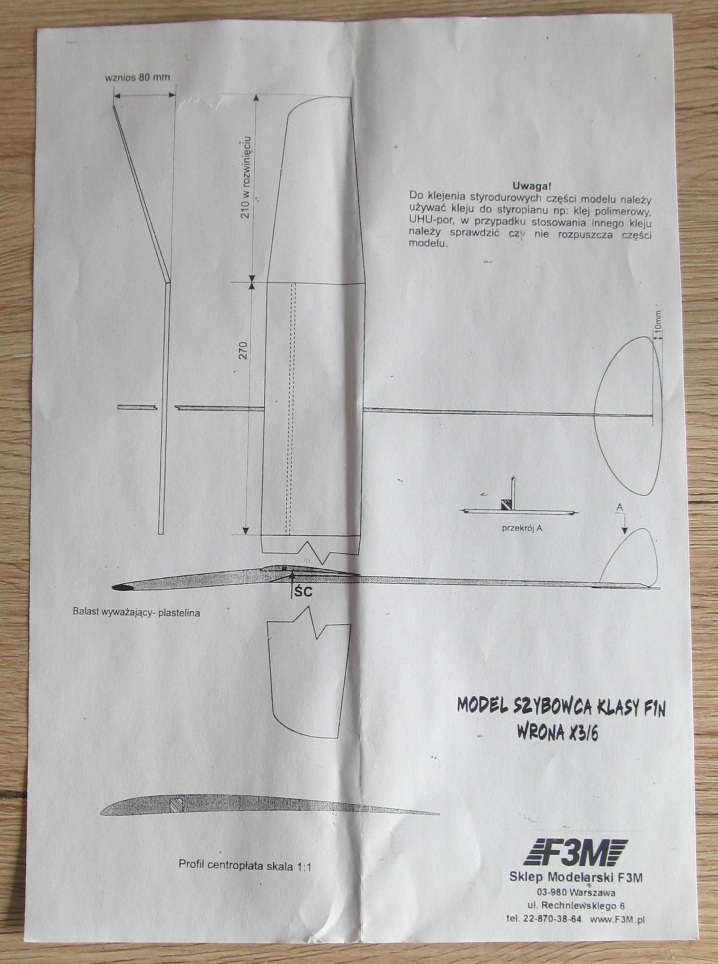 wznios 80 mm
210 w rozwinięciu
Uwaga!
Do klejenia styrodurowych części modelu należy
używać kleju do styropianu np: klej polimerowy,
UHU-por, w przypadku stosowania innego kleju
należy sprawdzić czy nie rozpuszcza części
modelu.
10mm
270
A
przekrój A
ŚC
Balast wyważający- plastelina
MODEL SZYBOWCA KLASY F1N
WRONA X3/6
Profil centropłata skala 1:1
F3M
Sklep Modelarski F3M
03-980 Warszawa
ul. Rechniewskiego 6
tel. 22-870-38-64 www.F3M.pl